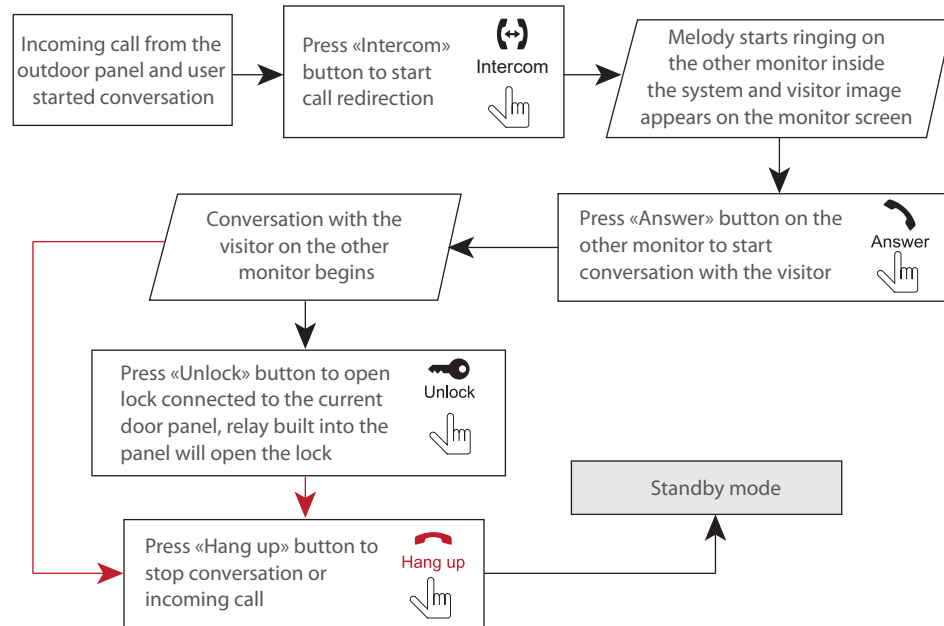 Incoming call from the
outdoor panel and user
started conversation
Press «Intercom»
button to start
call redirection
Intercom
Melody starts ringing on
the other monitor inside
the system and visitor image
appears on the monitor screen
Press «Answer» button on the
other monitor to start
conversation with the visitor
Answer
Conversation with the
visitor on the other
monitor begins
Press «Unlock» button to open
lock connected to the current
door panel, relay built into the
panel will open the lock
Unlock
Standby mode
Press «Hang up» button to
stop conversation or
incoming call
Hang up